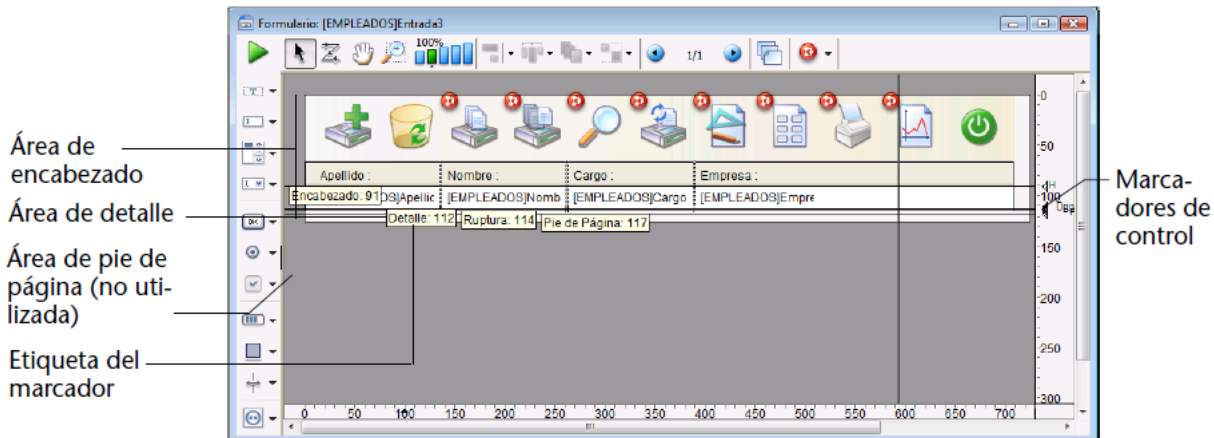 Formulario: [EMPLEADOS]Entrada3
100%
1/1
Apellido :
Nombre :
Cargo :
Empresa :
Encabezado: 91
OS]Apellic
[EMPLEADOS]Nomb
[EMPLEADOS]Cargo
[EMPLEADOS]Empre
Detalle: 112
Ruptura: 114
Pie de Página: 117
OK
0
50
100
150
200
250
300
H
0
50
100
150
200
250
300
350
400
450
500
550
600
650
700
Área de
encabezado
Área de detalle
Área de pie de
página (no uti-
lizada)
Etiqueta del
marcador
Marca-
dores de
control